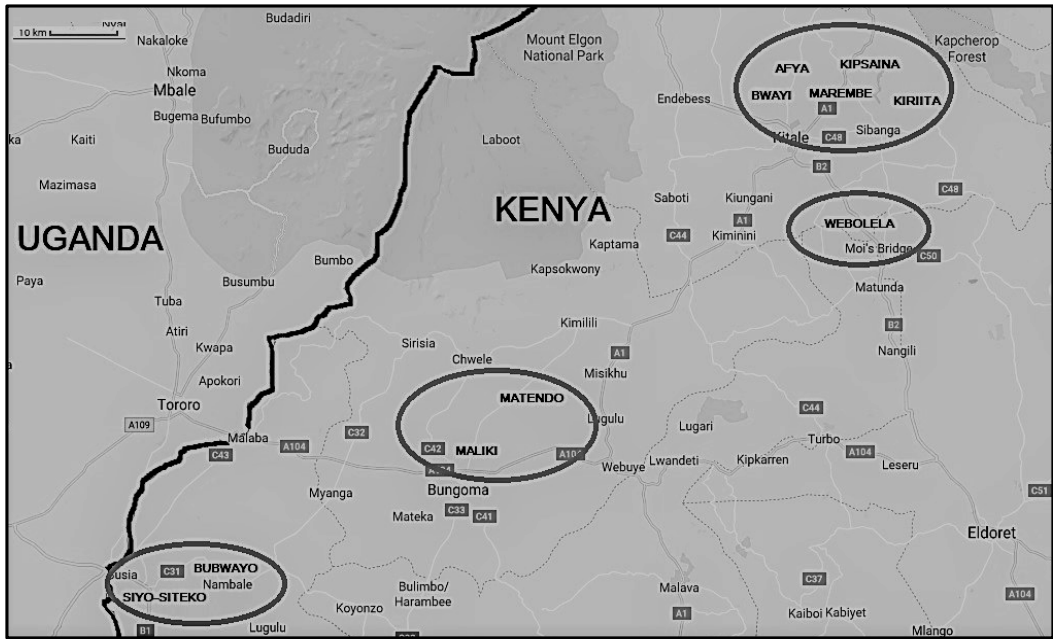 Budadiri
10 km
Nakaloke
Mount Elgon
National Park
Kapcherop
Forest
Nkoma
Mbale
AFYA
KIPSAINA
Endebess
BWAYI
MAREMBE
KIRIITA
Bugema
Bufumbo
A1
Kaiti
Bududa
Laboot
Kitale
C48
Sibanga
B2
Mazimasa
Saboti
Kiungani
C48
UGANDA
KENYA
A1
WEBOLELA
C44
Kiminini
Kaptama
Moi's Bridge
C50
Bumbo
Kapsokwony
Paya
Busumbu
Matunda
Tuba
Kimilili
B2
Atiri
Kwapa
Sirisia
Chwele
A1
Nangili
Misikhu
Apokori
MATENDO
Tororo
C44
A109
Lugulu
Lugari
Malaba
A104
C32
C42
MALIKI
Turbo
C43
A104
A104
Webuye
Lwandeti
Kipkarren
Leseru
Bungoma
Myanga
C51
Mateka
C33
C41
Eldoret
BUBWAYO
C31
Nambale
SIYO-SITEKO
Bulimbo/
Harambee
Malava
C37
A104
Koyonzo
A1
Kaiboi
Kabiyet
B1
Lugulu
Mlango